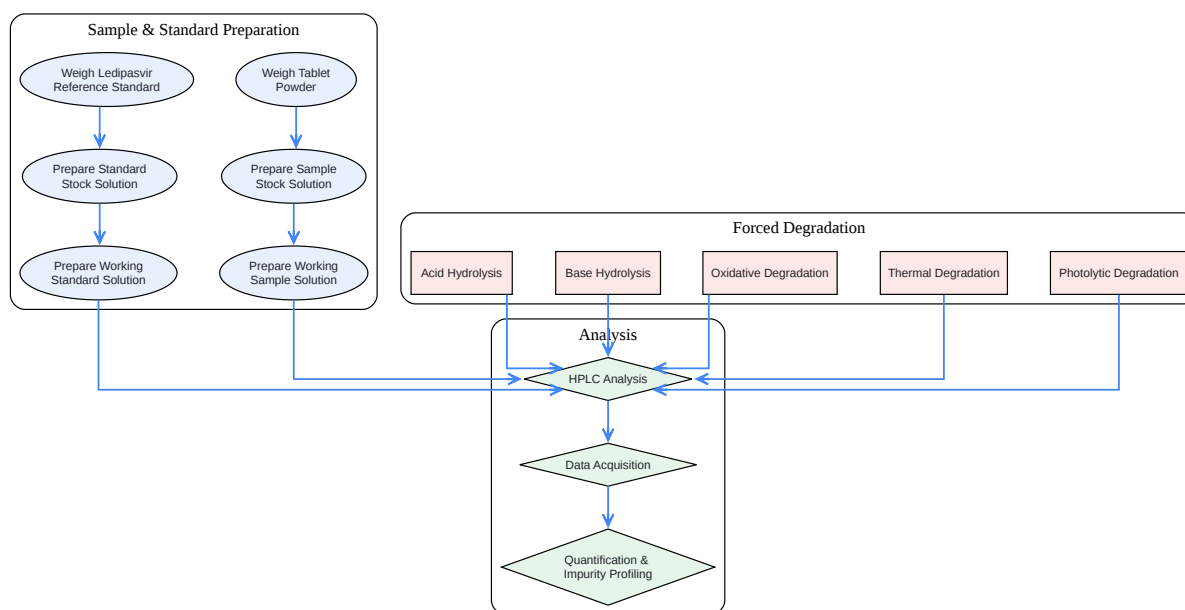 Sample & Standard Preparation
Weigh Ledipasvir
Reference Standard
Weigh Tablet
Powder
Prepare Standard
Stock Solution
Prepare Sample
Stock Solution
Prepare Working
Standard Solution
Prepare Working
Sample Solution
Forced Degradation
Acid Hydrolysis
Base Hydrolysis
Oxidative Degradation
Thermal Degradation
Photolytic Degradation
Analysis
HPLC Analysis
Data Acquisition
Quantification &
Impurity Profiling